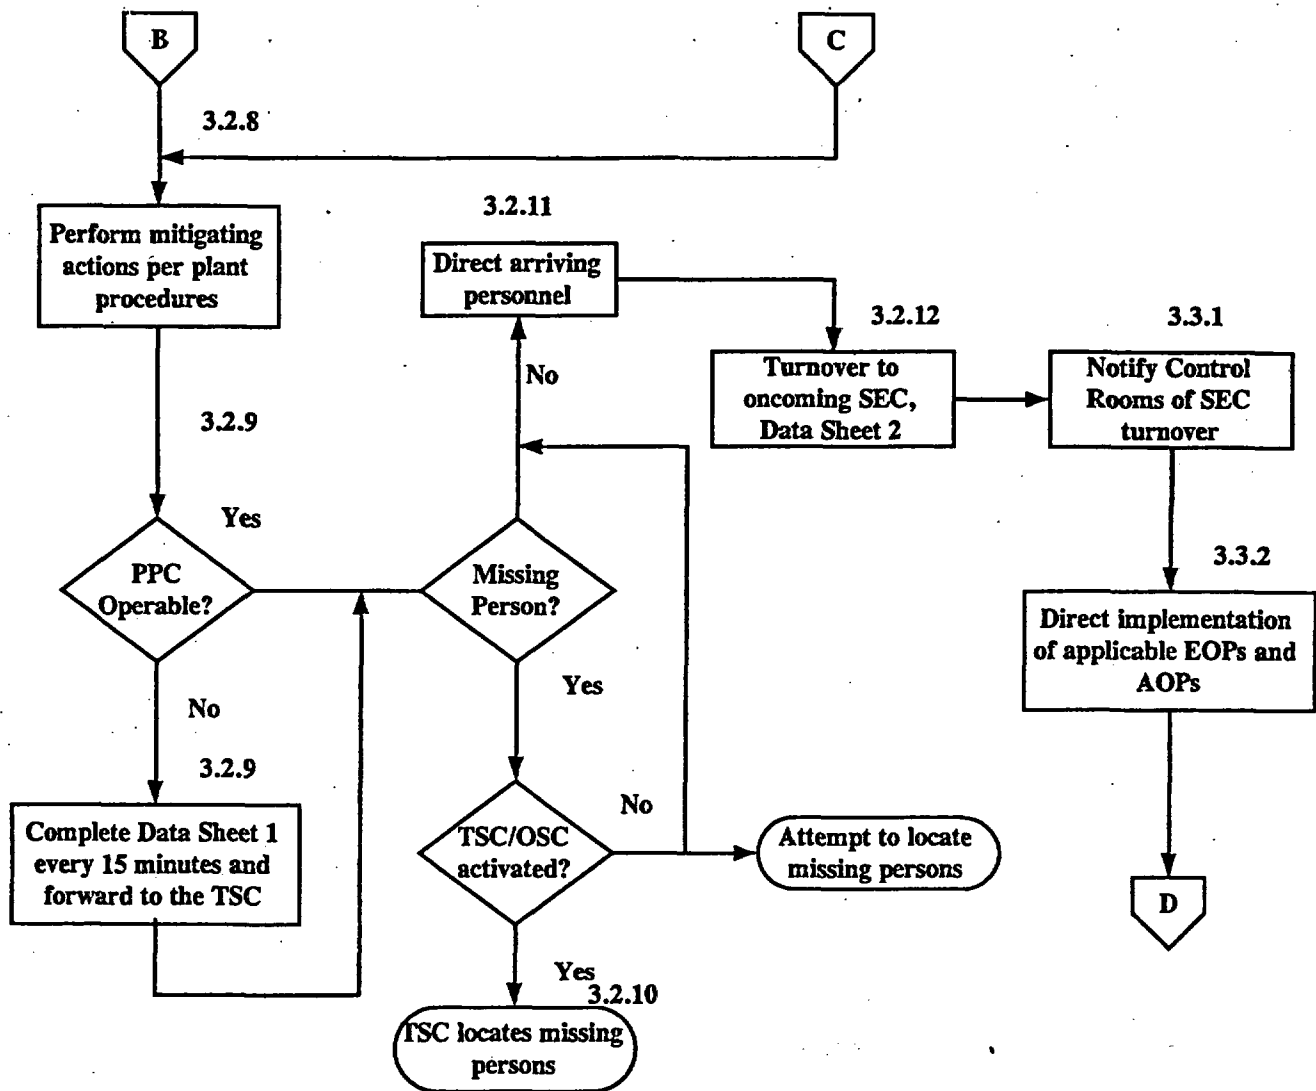 B
C
3.2.8
Perform mitigating
actions per plant
procedures
3.2.11
Direct arriving
personnel
3.2.12
Turnover to
oncoming SEC,
Data Sheet 2
3.3.1
Notify Control
Rooms of SEC
turnover
No
3.2.9
Yes
PPC
Operable?
Missing
Person?
3.3.2
Direct implementation
of applicable EOPs and
AOPs
No
Yes
3.2.9
Complete Data Sheet 1
every 15 minutes and
forward to the TSC
TSC/OSC
activated?
No
Attempt to locate
missing persons
D
Yes
3.2.10
TSC locates missing
persons